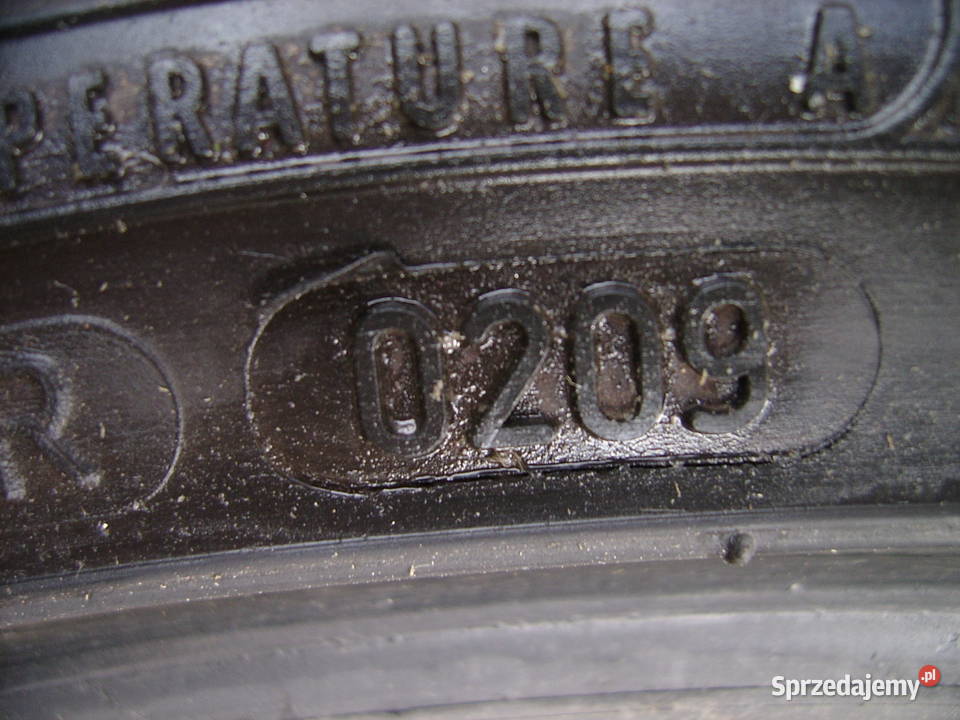 PERATURE A
R 0209
Sprzedajemy.pl